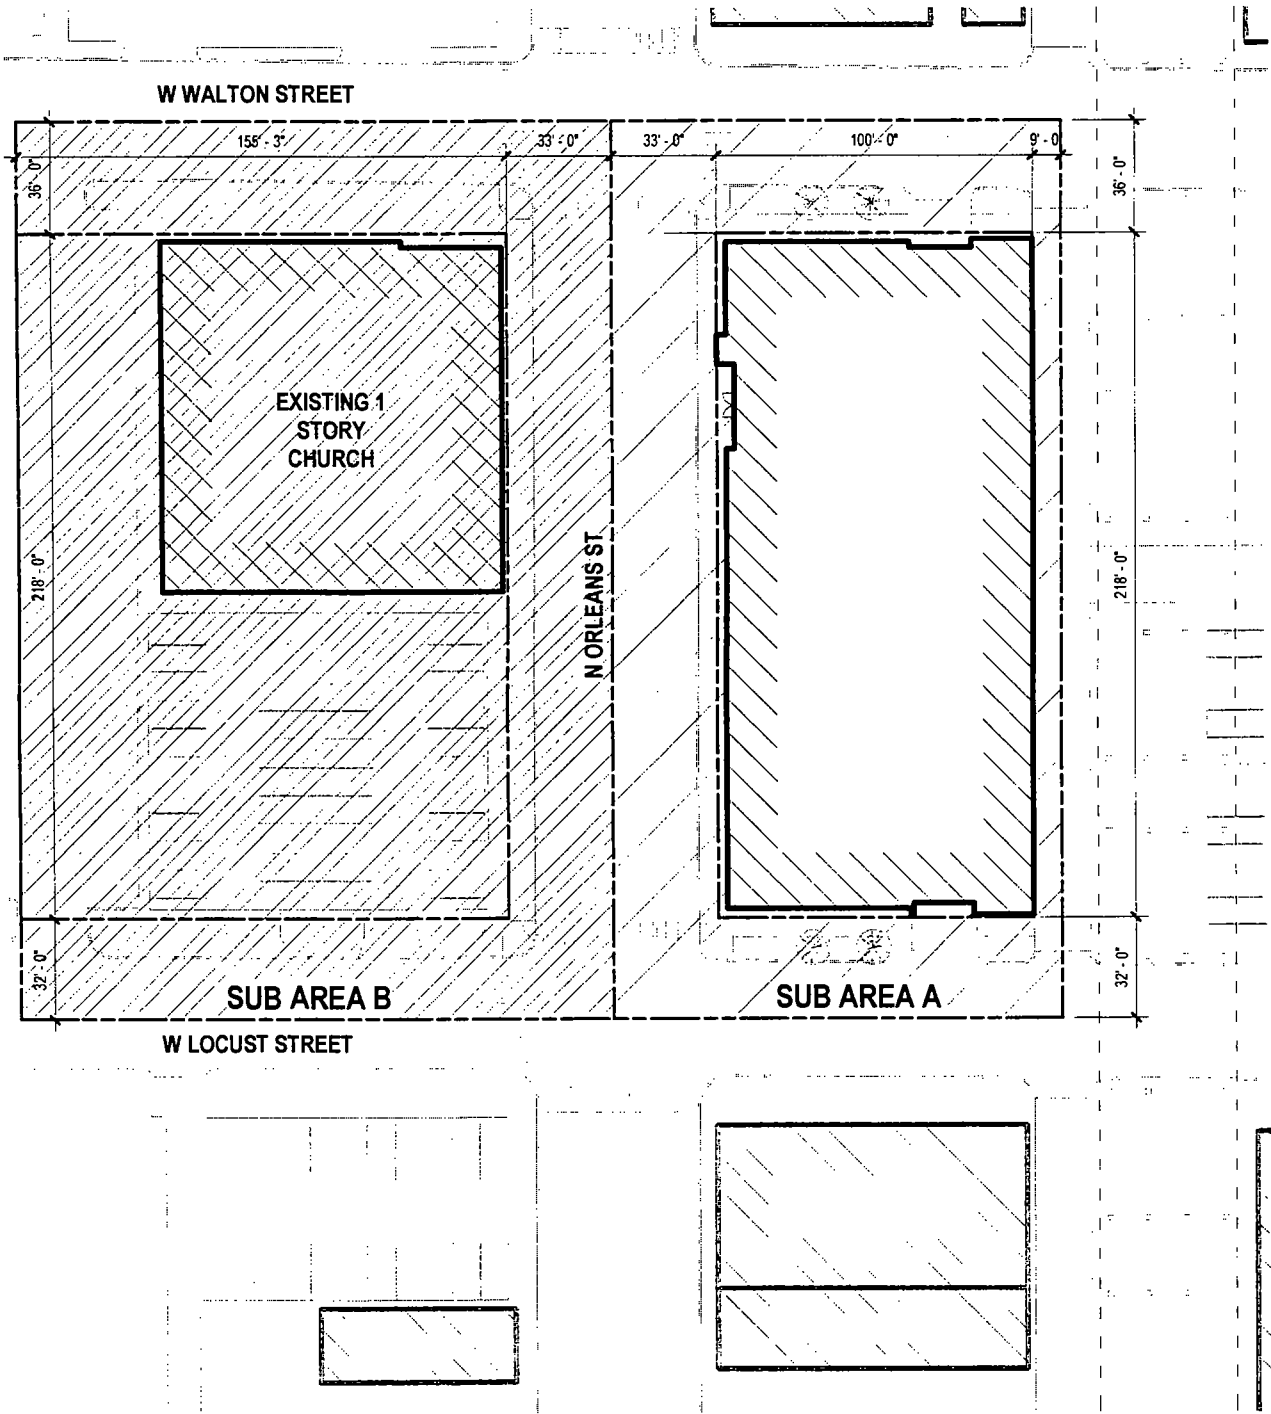 W WALTON STREET
155' - 3"
33' - 0"
33' - 0"
100' - 0"
9' - 0
36' - 0"
36' - 0"
EXISTING 1
STORY
CHURCH
218' - 0"
N ORLEANS ST.
218' - 0"
32' - 0"
SUB AREA B
SUB AREA A
32' - 0"
W LOCUST STREET